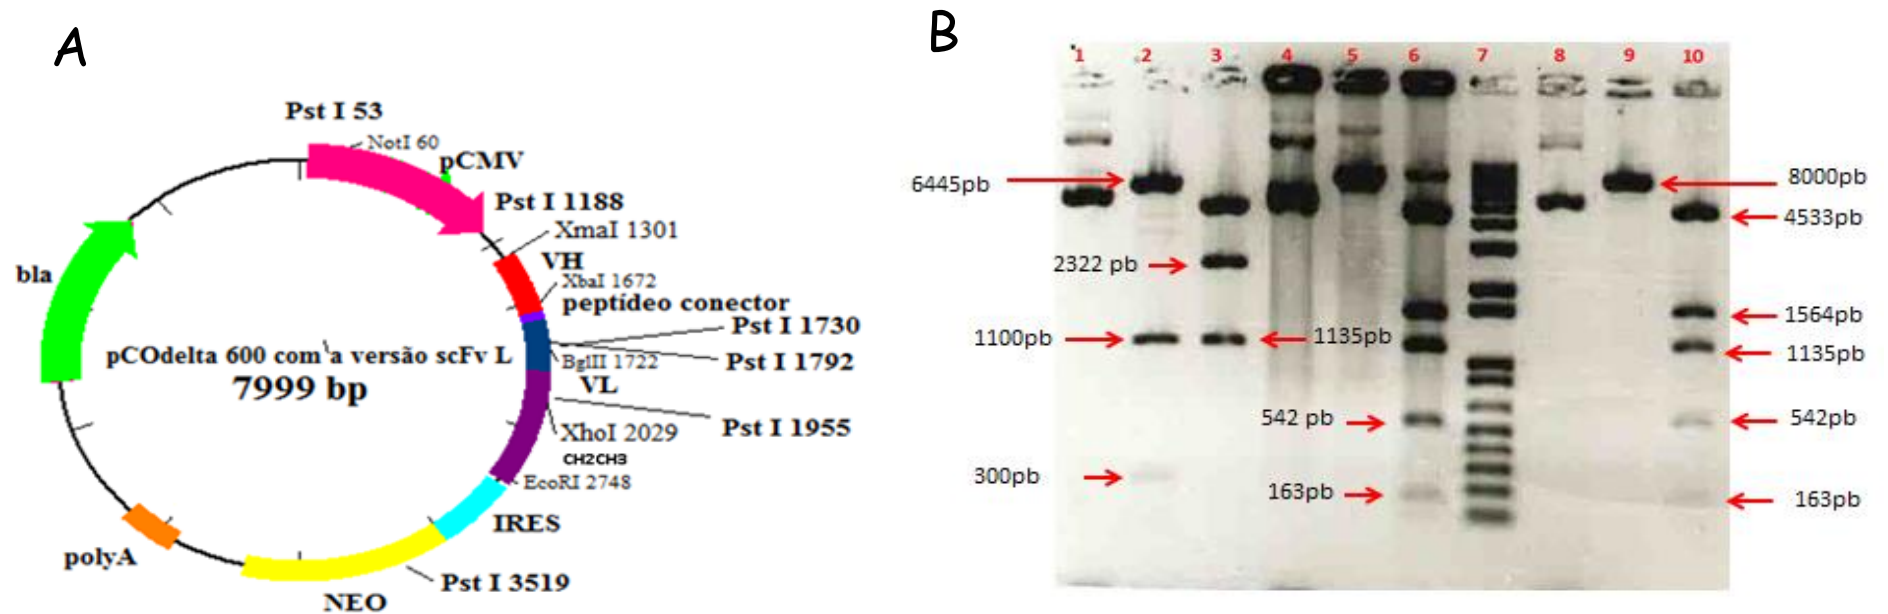 A
Pst I 53
NotI 60
pCMV
Pst I 1188
XmaI 1301
VH
XbaI 1672
peptídeo conector
Pst I 1730
BglII 1722
Pst I 1792
VL
Pst I 1955
XhoI 2029
CH2CH3
EcoRI 2748
IRES
Pst I 3519
NEO
polyA
bla
pCOdelta 600 com a versão scFv L
7999 bp
B
1 2 3 4 5 6 7 8 9 10
6445pb
2322 pb
1100pb
300pb
1135pb
542 pb
163pb
8000pb
4533pb
1564pb
1135pb
542pb
163pb